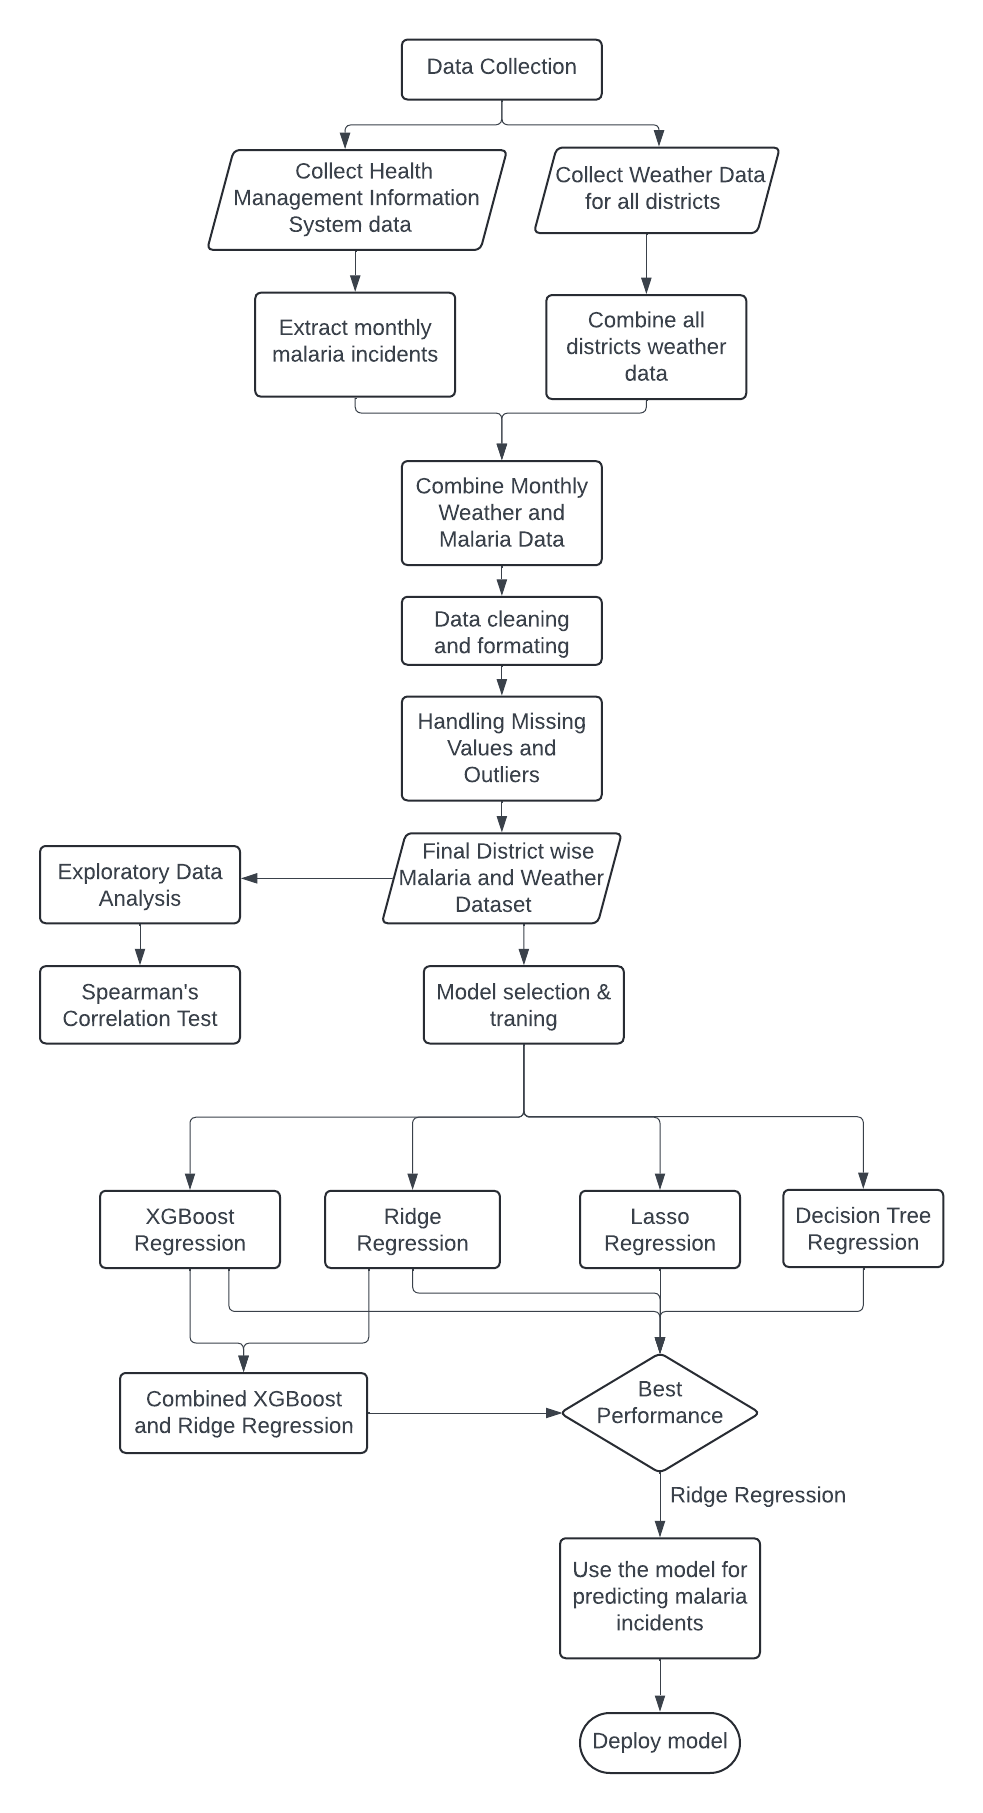 Data Collection
Collect Health
Management Information
System data
Collect Weather Data
for all districts
Extract monthly
malaria incidents
Combine all
districts weather
data
Combine Monthly
Weather and
Malaria Data
Data cleaning
and formating
Handling Missing
Values and
Outliers
Final District wise
Malaria and Weather
Dataset
Exploratory Data
Analysis
Spearman's
Correlation Test
Model selection &
traning
XGBoost
Regression
Ridge
Regression
Lasso
Regression
Decision Tree
Regression
Combined XGBoost
and Ridge Regression
Best
Performance
Ridge Regression
Use the model for
predicting malaria
incidents
Deploy model